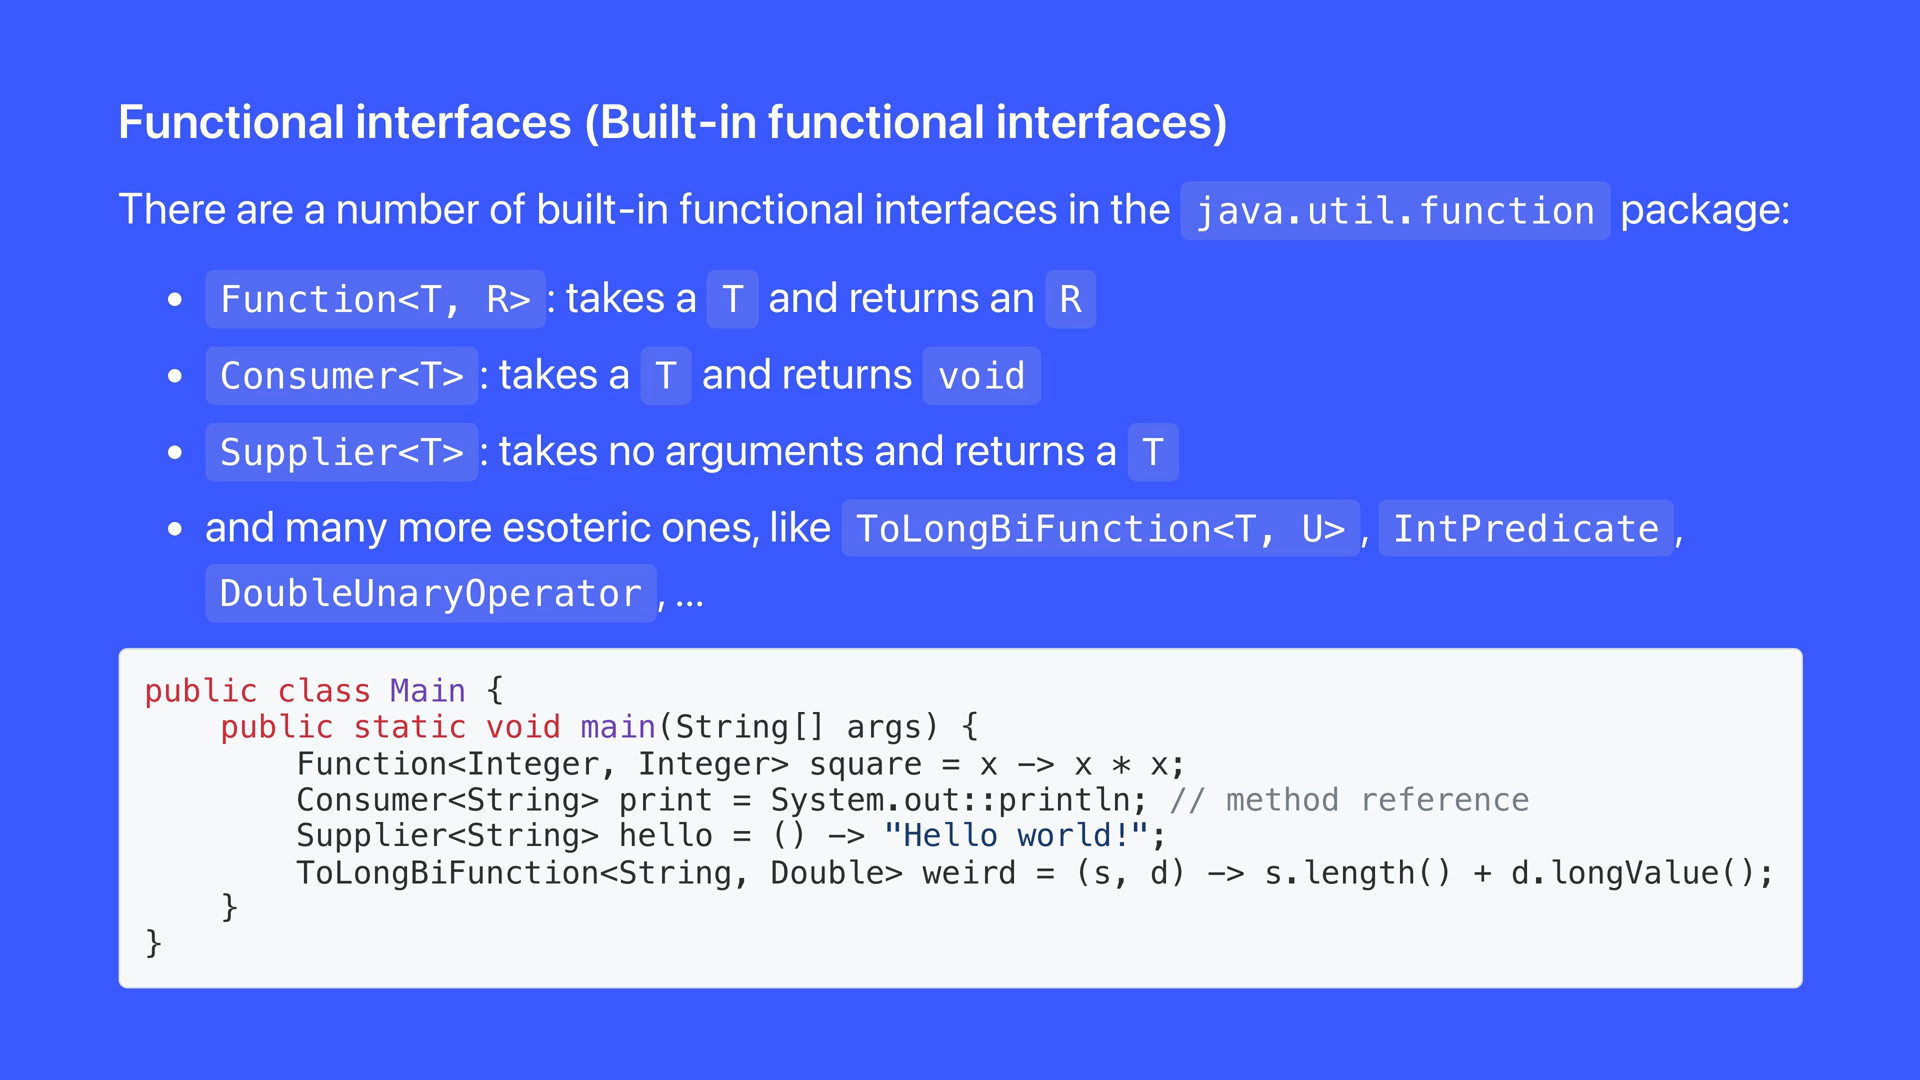 Functional interfaces (Built-in functional interfaces)
There are a number of built-in functional interfaces in the java.util.function package:
• Function<T, R>: takes a T and returns an R
• Consumer<T>: takes a T and returns void
• Supplier<T>: takes no arguments and returns a T
• and many more esoteric ones, like ToLongBiFunction<T, U>, IntPredicate,
DoubleUnaryOperator, ...
public class Main {
    public static void main(String[] args) {
        Function<Integer, Integer> square = x -> x * x;
        Consumer<String> print = System.out::println; // method reference
        Supplier<String> hello = () -> "Hello world!";
        ToLongBiFunction<String, Double> weird = (s, d) -> s.length() + d.longValue();
    }
}